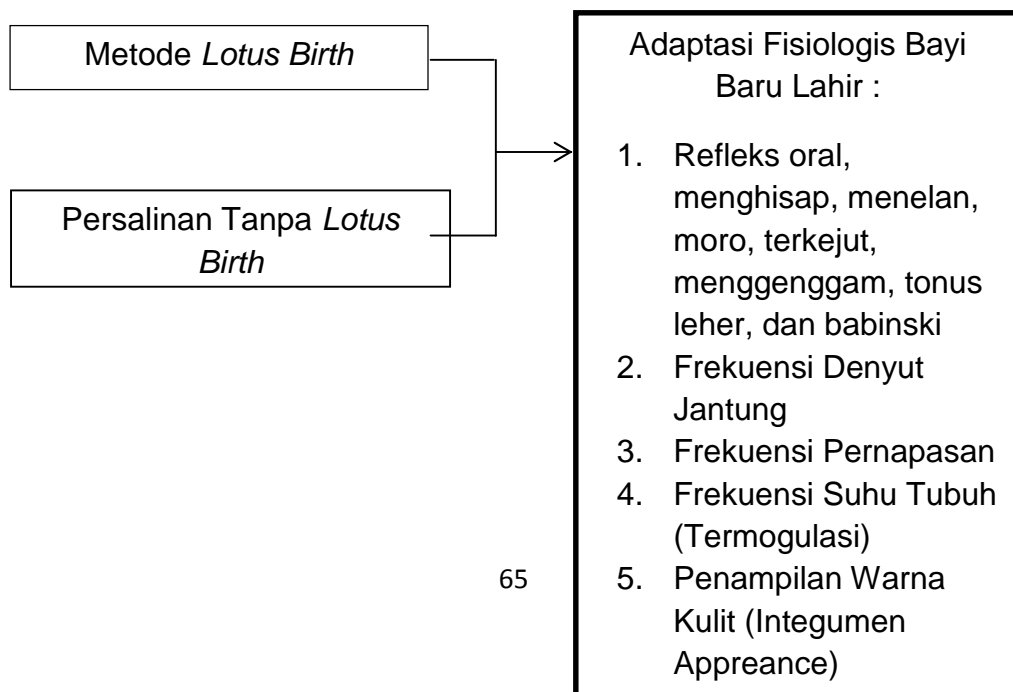 Metode Lotus Birth
Persalinan Tanpa Lotus
Birth
Adaptasi Fisiologis Bayi
Baru Lahir :
1. Refleks oral,
menghisap, menelan,
moro, terkejut,
menggenggam, tonus
leher, dan babinski
2. Frekuensi Denyut
Jantung
3. Frekuensi Pernapasan
4. Frekuensi Suhu Tubuh
(Termogulasi)
5. Penampilan Warna
Kulit (Integumen
Appreance)
65